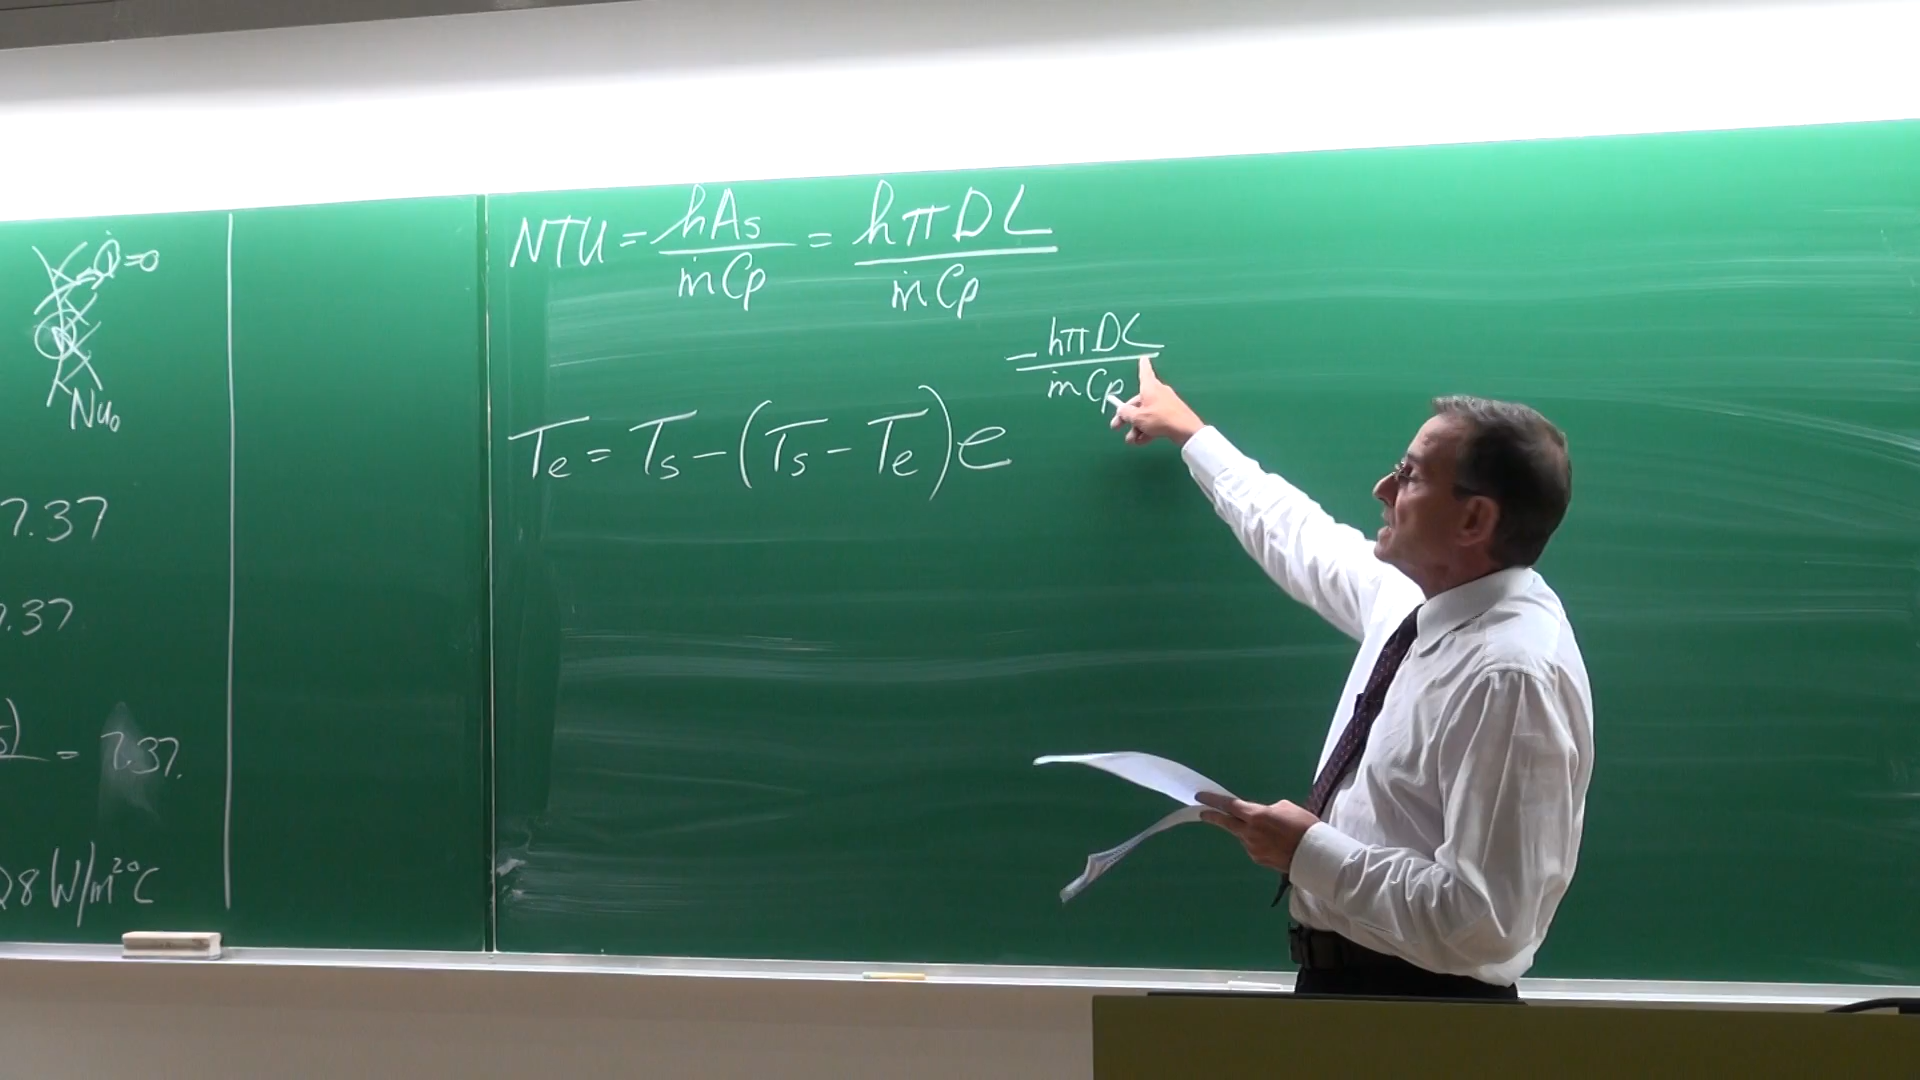 Q̇=0
Nu₀
7.37
7.37
= 7.37.
28 W/m²°C
NTU = hAs / ṁCp = hπDL / ṁCp
Te = Ts - (Ts - Te) e^(-hπDL / ṁCp)